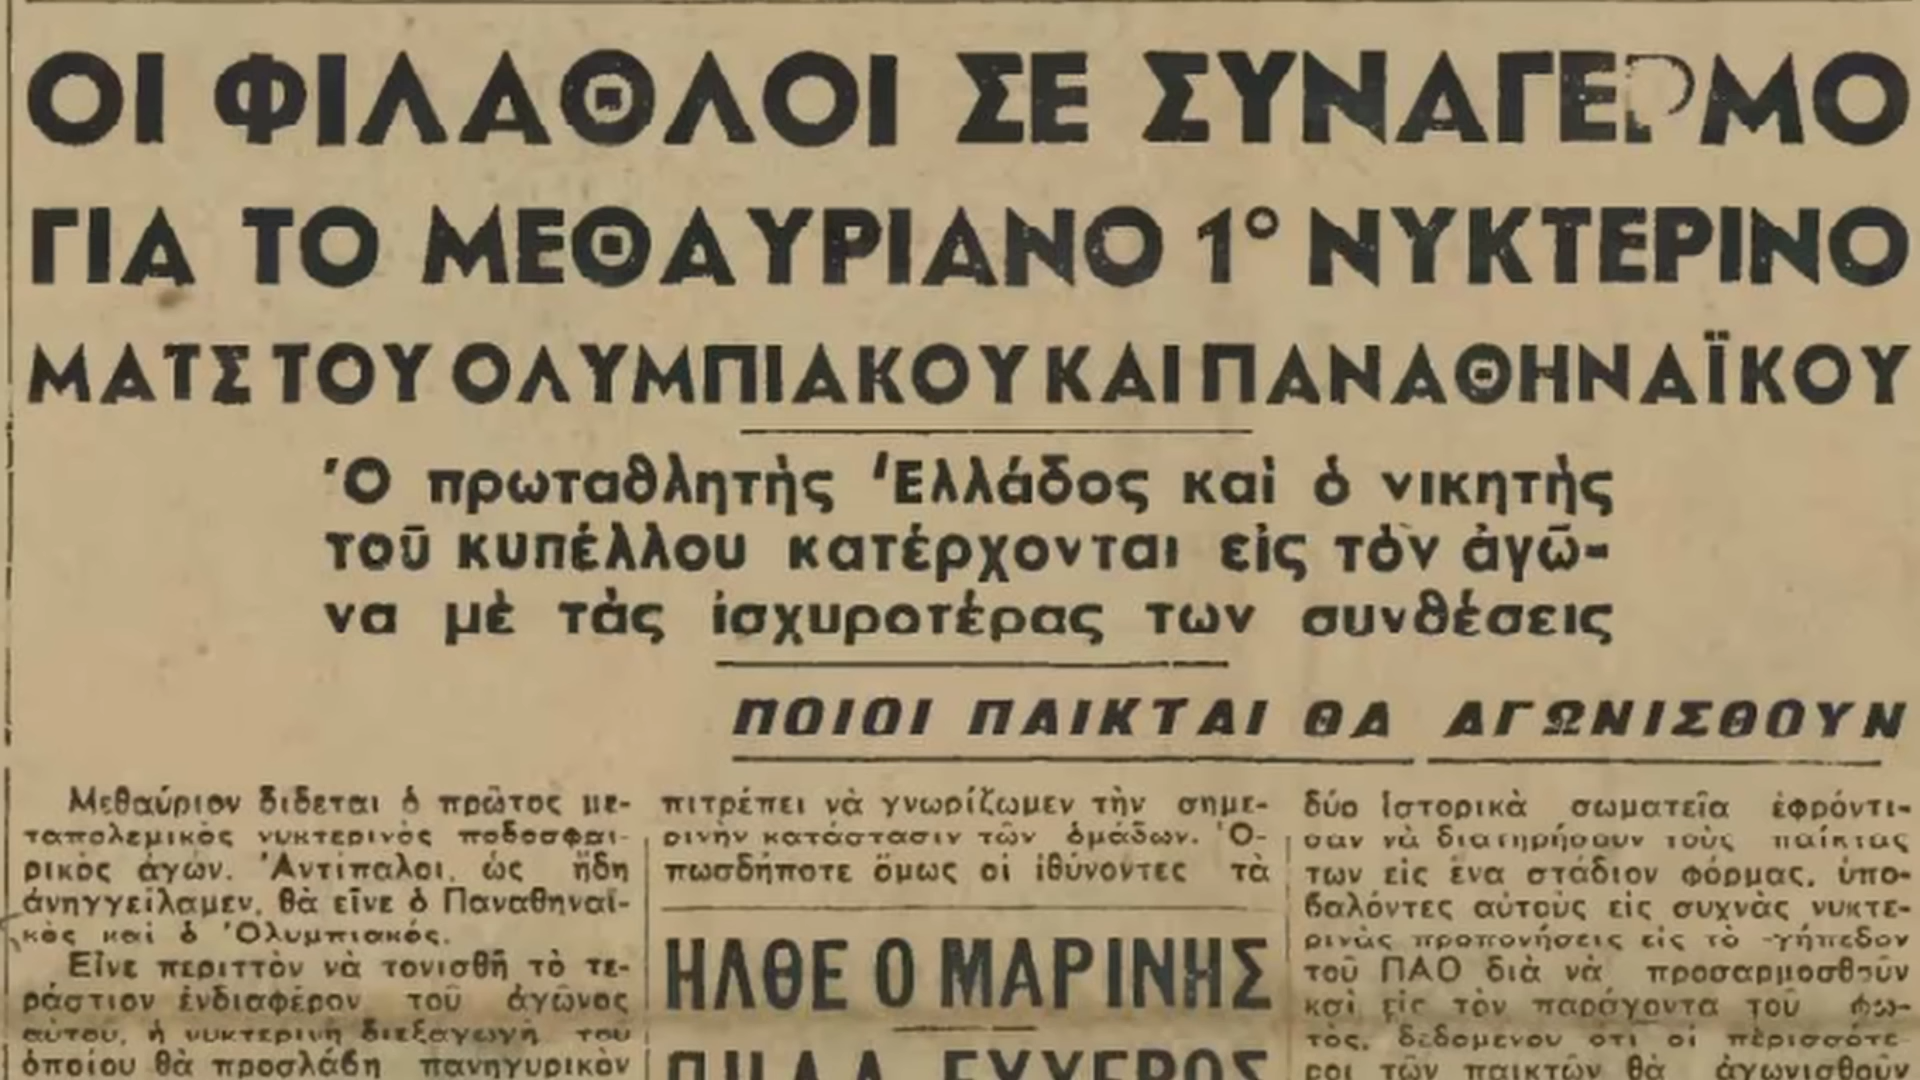 ΟΙ ΦΙΛΑΘΛΟΙ ΣΕ ΣΥΝΑΓΕΡΜΟ
ΓΙΑ ΤΟ ΜΕΘΑΥΡΙΑΝΟ 1° ΝΥΚΤΕΡΙΝΟ
ΜΑΤΣ ΤΟΥ ΟΛΥΜΠΙΑΚΟΥ ΚΑΙ ΠΑΝΑΘΗΝΑΪΚΟΥ
Ὁ πρωταθλητὴς Ἑλλάδος καὶ ὁ νικητὴς
τοῦ κυπέλλου κατέρχονται εἰς τὸν ἀγῶ-
να μὲ τὰς ἰσχυροτέρας των συνθέσεις
ΠΟΙΟΙ ΠΑΙΚΤΑΙ ΘΑ ΑΓΩΝΙΣΘΟΥΝ
Μεθαύριον δίδεται ὁ πρῶτος με-
ταπολεμικὸς νυκτερινὸς ποδοσφαι-
ρικὸς ἀγών. Ἀντίπαλοι, ὡς ἤδη
ἀνηγγείλαμεν, θὰ εἶνε ὁ Παναθηναϊ-
κὸς καὶ ὁ Ὀλυμπιακός.
Εἶνε περιττὸν νὰ τονισθῆ τὸ τε-
ράστιον ἐνδιαφέρον τοῦ ἀγῶνος
αὐτοῦ, ἡ νυκτερινὴ διεξαγωγὴ του
ὁποίου θὰ προσλάβη πανηγυρικὸν
πιτρέπει νὰ γνωρίζωμεν τὴν σημε-
ρινὴν κατάστασιν τῶν ὁμάδων. Ὁ-
πωσδήποτε ὅμως οἱ ἰθύνοντες τὰ
ΗΛΘΕ Ο ΜΑΡΙΝΗΣ
ΕΥΧΕΡΩΣ
δύο ἱστορικὰ σωματεῖα ἐφρόντι-
σαν νὰ διατηρήσουν τοὺς παίκτας
των εἰς ἕνα στάδιον φόρμας, ὑπο-
βαλόντες αὐτοὺς εἰς συχνὰς νυκτε-
ρινὰς προπονήσεις εἰς τὸ γήπεδον
τοῦ ΠΑΟ διὰ νὰ προσαρμοσθοῦν
καὶ εἰς τὸν παράγοντα τοῦ φω-
τός, δεδομένου ὅτι οἱ περισσότε-
ροι τῶν παικτῶν θὰ ἀγωνισθοῦν